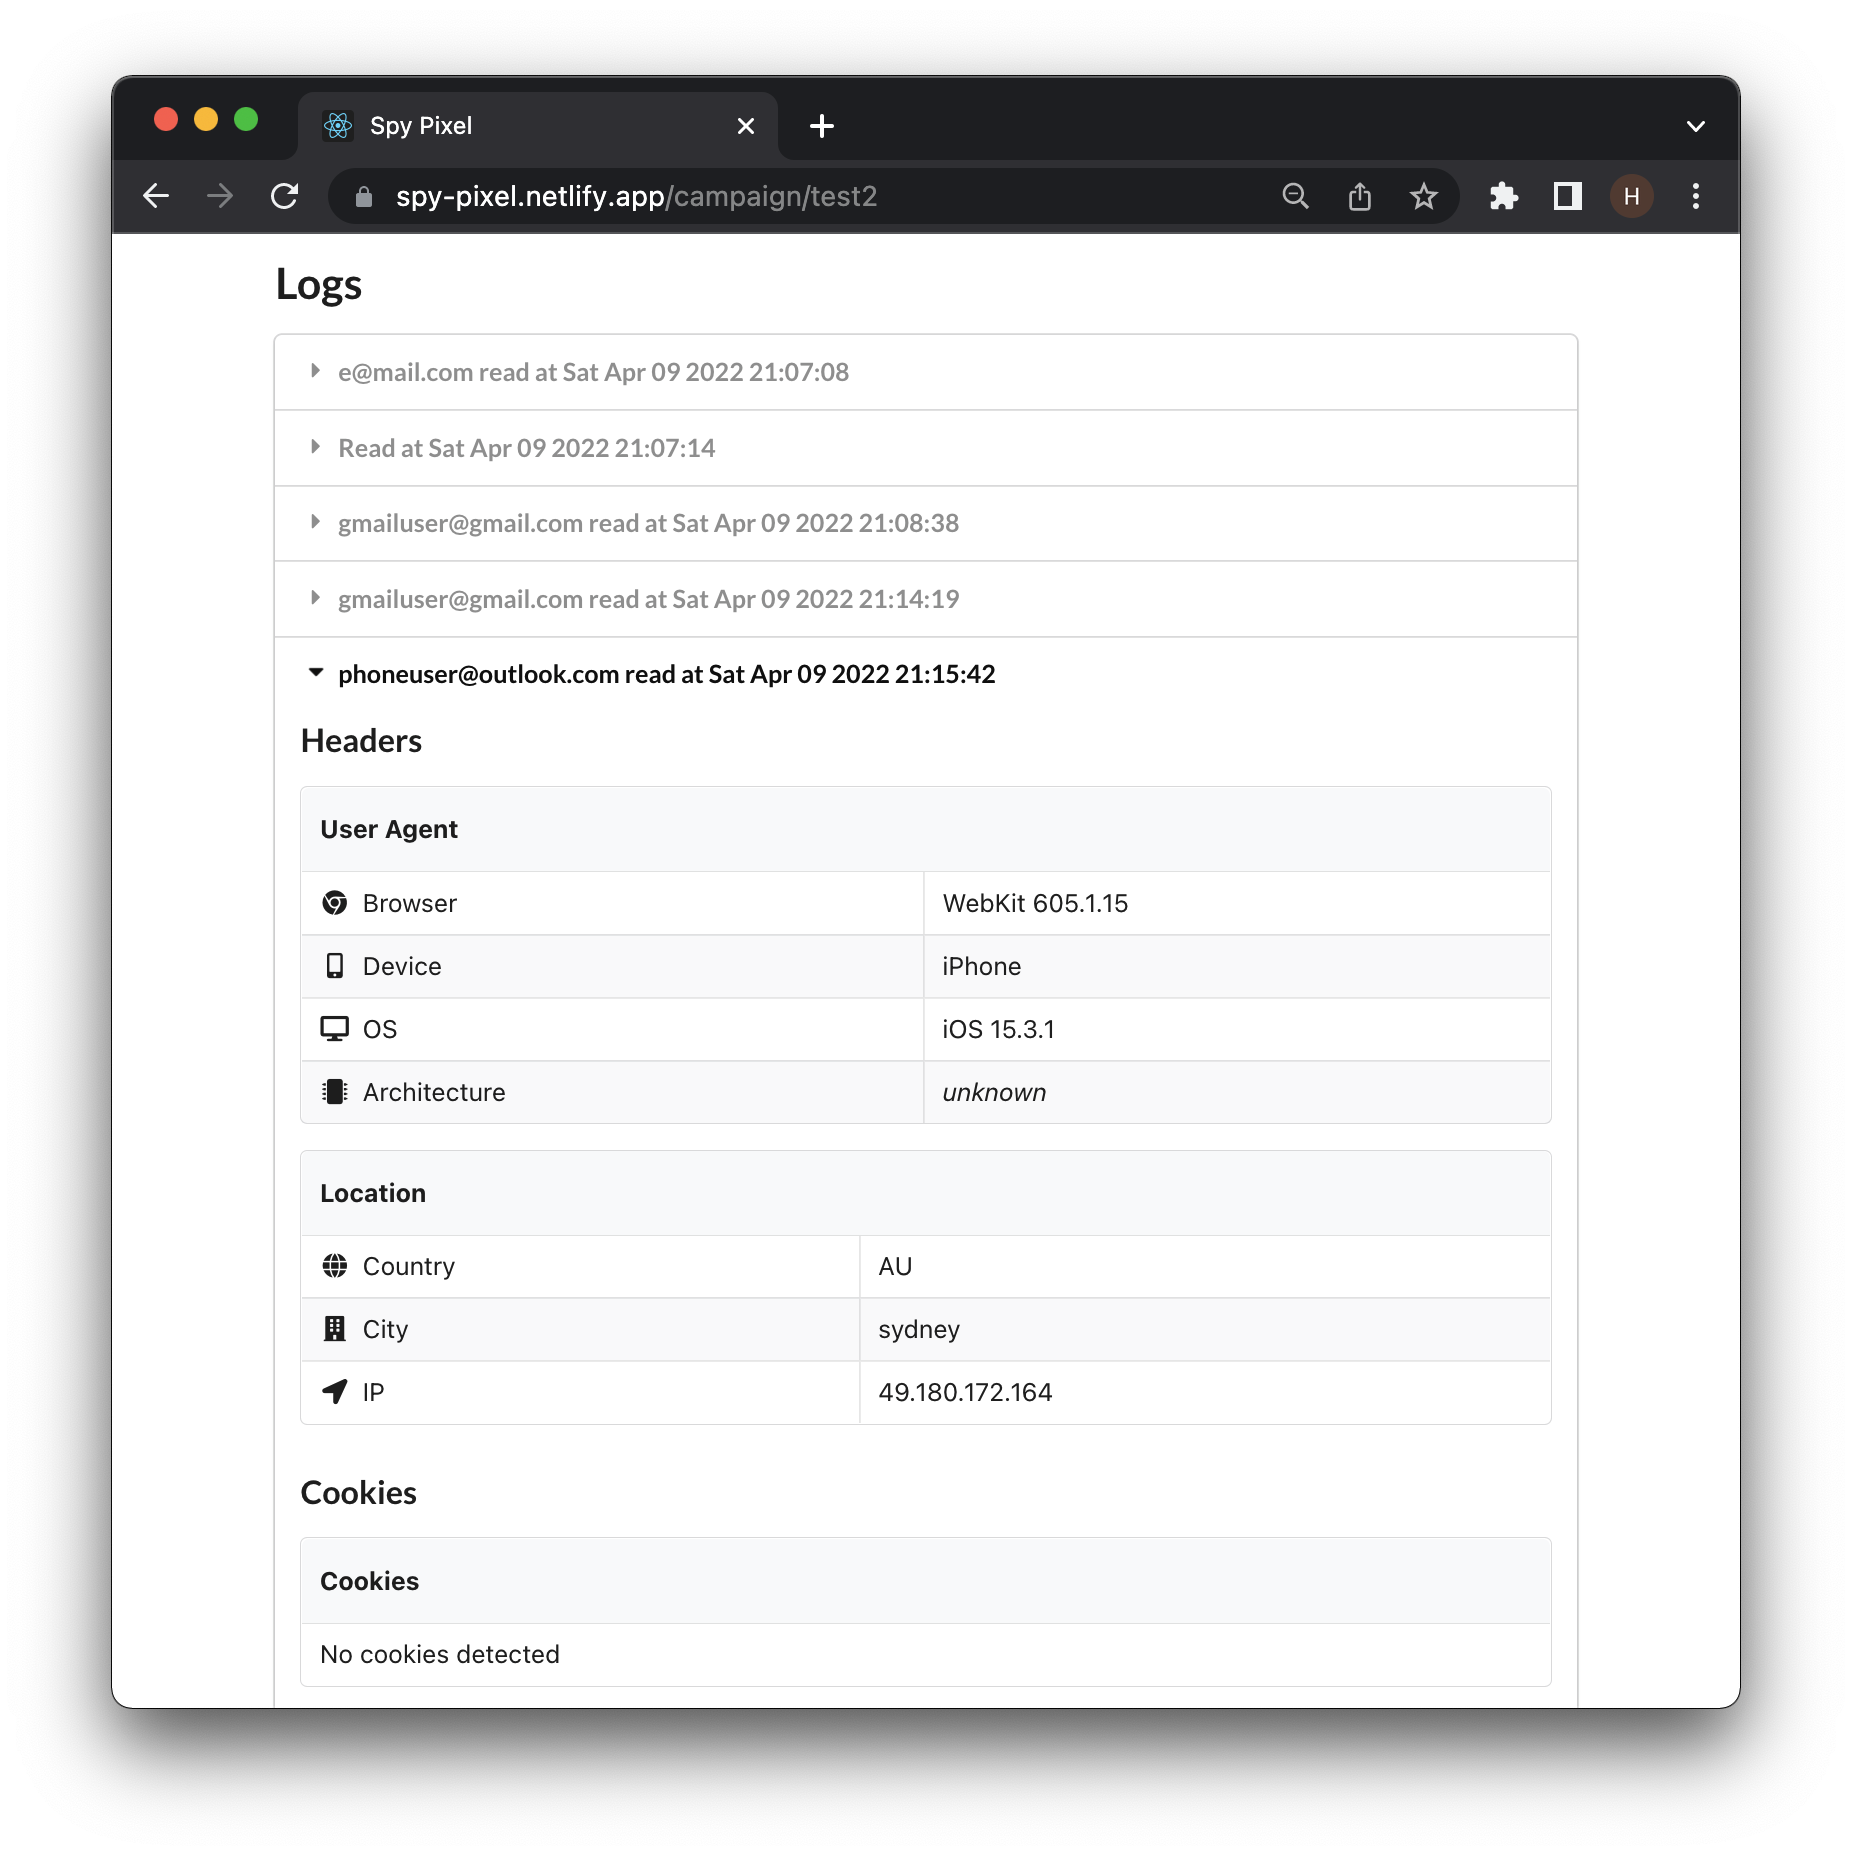 Spy Pixel
spy-pixel.netlify.app/campaign/test2
H
Logs
e@mail.com read at Sat Apr 09 2022 21:07:08
Read at Sat Apr 09 2022 21:07:14
gmailuser@gmail.com read at Sat Apr 09 2022 21:08:38
gmailuser@gmail.com read at Sat Apr 09 2022 21:14:19
phoneuser@outlook.com read at Sat Apr 09 2022 21:15:42
Headers
User Agent
Browser WebKit 605.1.15
Device iPhone
OS iOS 15.3.1
Architecture unknown
Location
Country AU
City sydney
IP 49.180.172.164
Cookies
Cookies
No cookies detected